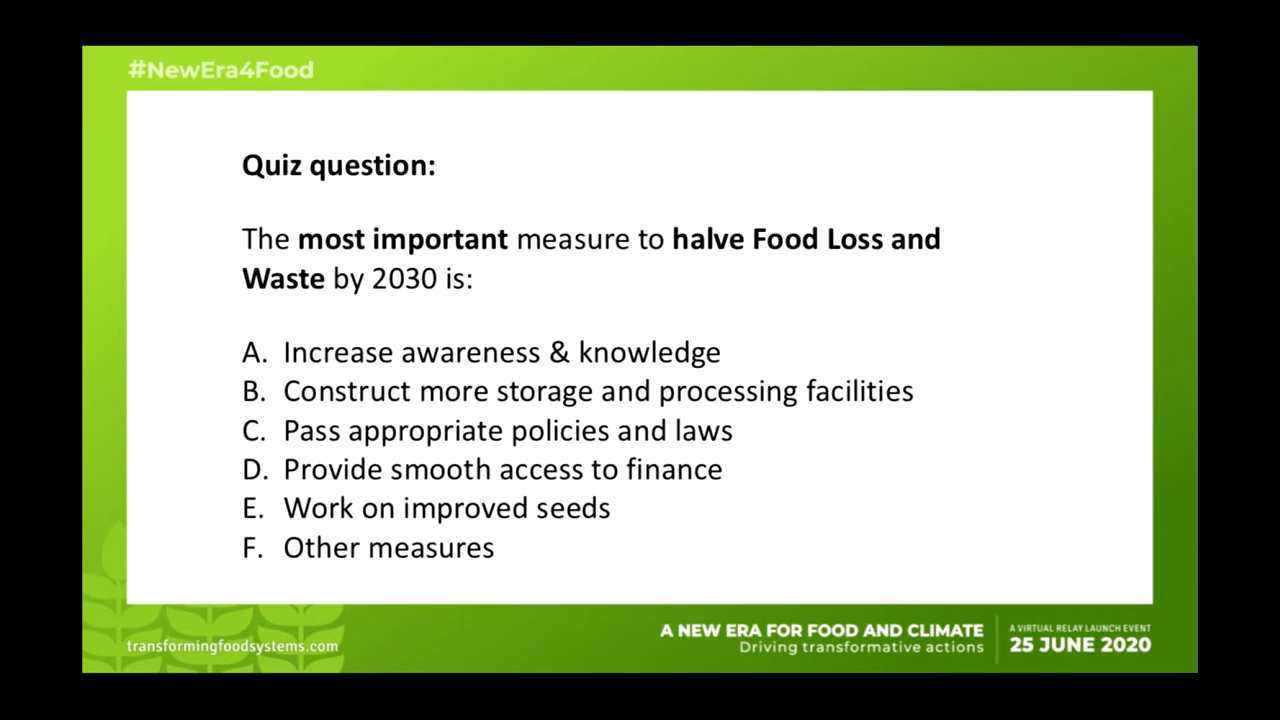 #NewEra4Food
Quiz question:
The most important measure to halve Food Loss and
Waste by 2030 is:
A. Increase awareness & knowledge
B. Construct more storage and processing facilities
C. Pass appropriate policies and laws
D. Provide smooth access to finance
E. Work on improved seeds
F. Other measures
transformingfoodsystems.com
A NEW ERA FOR FOOD AND CLIMATE
Driving transformative actions
A VIRTUAL RELAY LAUNCH EVENT
25 JUNE 2020